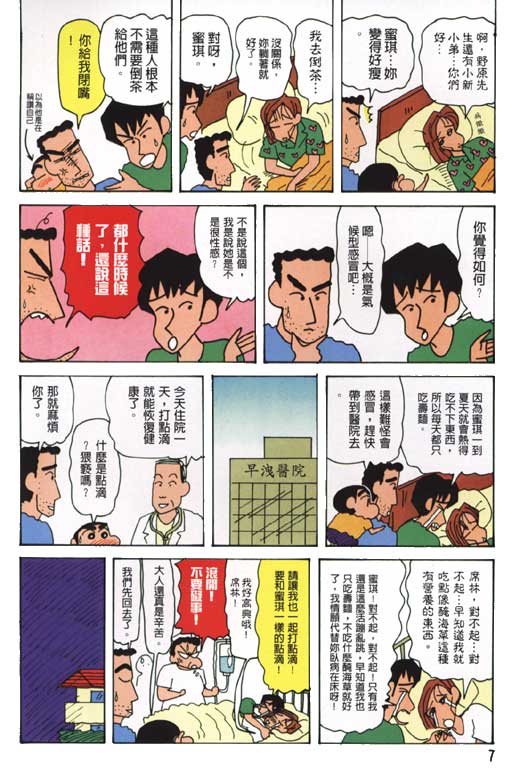 啊，野原先
生還有小新
小弟…你們
好…
咳嗽嗽
蜜琪…妳
變得好瘦
。
我去倒茶…
沒關係，
妳躺著就
好了。
對呀，
蜜琪。
這種人根本
不需要倒茶
給他們。
你給我閉嘴
！
以為他是在
稱讚自己
你覺得如何？
嗯…大概是氣
候型感冒吧…
不是說這個，
我是說她是不
是很性感？
都什麼時候
了，還說這
種話！
因為蜜琪一到
夏天就會熱得
吃不下東西，
所以每天都只
吃壽麵。
這樣難怪會
感冒，趕快
帶到醫院去
。
早洩醫院
今天住院一
天，打點滴
就能恢復健
康了。
什麼是點滴
？猥褻嗎？
那就麻煩
你了。
席林，對不起…對
不起…早知道我就
吃點像醃海菜這種
有營養的東西。
蜜琪！對不起，對不起！只有我
還是這麼活蹦亂跳，早知道我也
只吃壽麵，不吃什麼醃海草就好
了，我情願代替妳臥病在床呀！
請讓我也一起打點滴！
要和蜜琪一樣的點滴！
我好高興哦！
席林。
滾開！
不要礙事！
大人還真是辛苦。
我們先回去了。
7